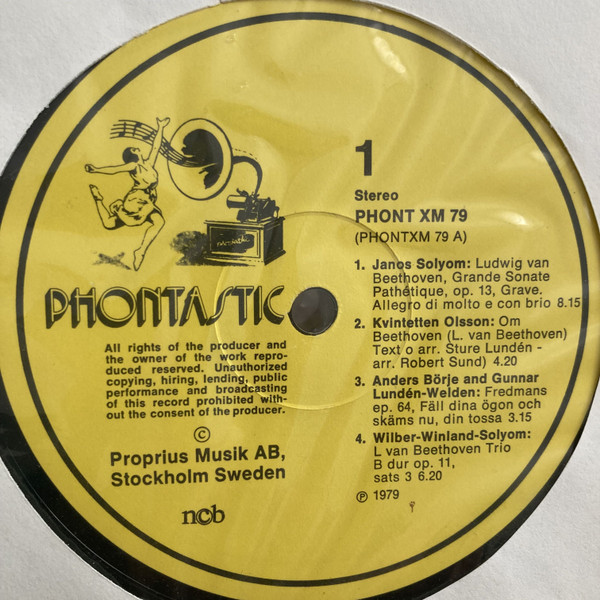 1
Stereo
PHONT XM 79
(PHONTXM 79 A)
1. Janos Solyom: Ludwig van
Beethoven, Grande Sonate
Pathétique, op. 13, Grave.
Allegro di molto e con brio 8.15
2. Kvintetten Olsson: Om
Beethoven (L. van Beethoven)
Text o arr. Sture Lundén -
arr. Robert Sund) 4.20
3. Anders Börje and Gunnar
Lundén-Welden: Fredmans
ep. 64, Fäll dina ögon och
skäms nu, din tossa 3.15
4. Wilber-Winland-Solyom:
L van Beethoven Trio
B dur op. 11,
sats 3 6.20
℗ 1979
PHONTASTIC
All rights of the producer and
the owner of the work repro-
duced reserved. Unauthorized
copying, hiring, lending, public
performance and broadcasting
of this record prohibited with-
out the consent of the producer.
©
Proprius Musik AB,
Stockholm Sweden
ncb